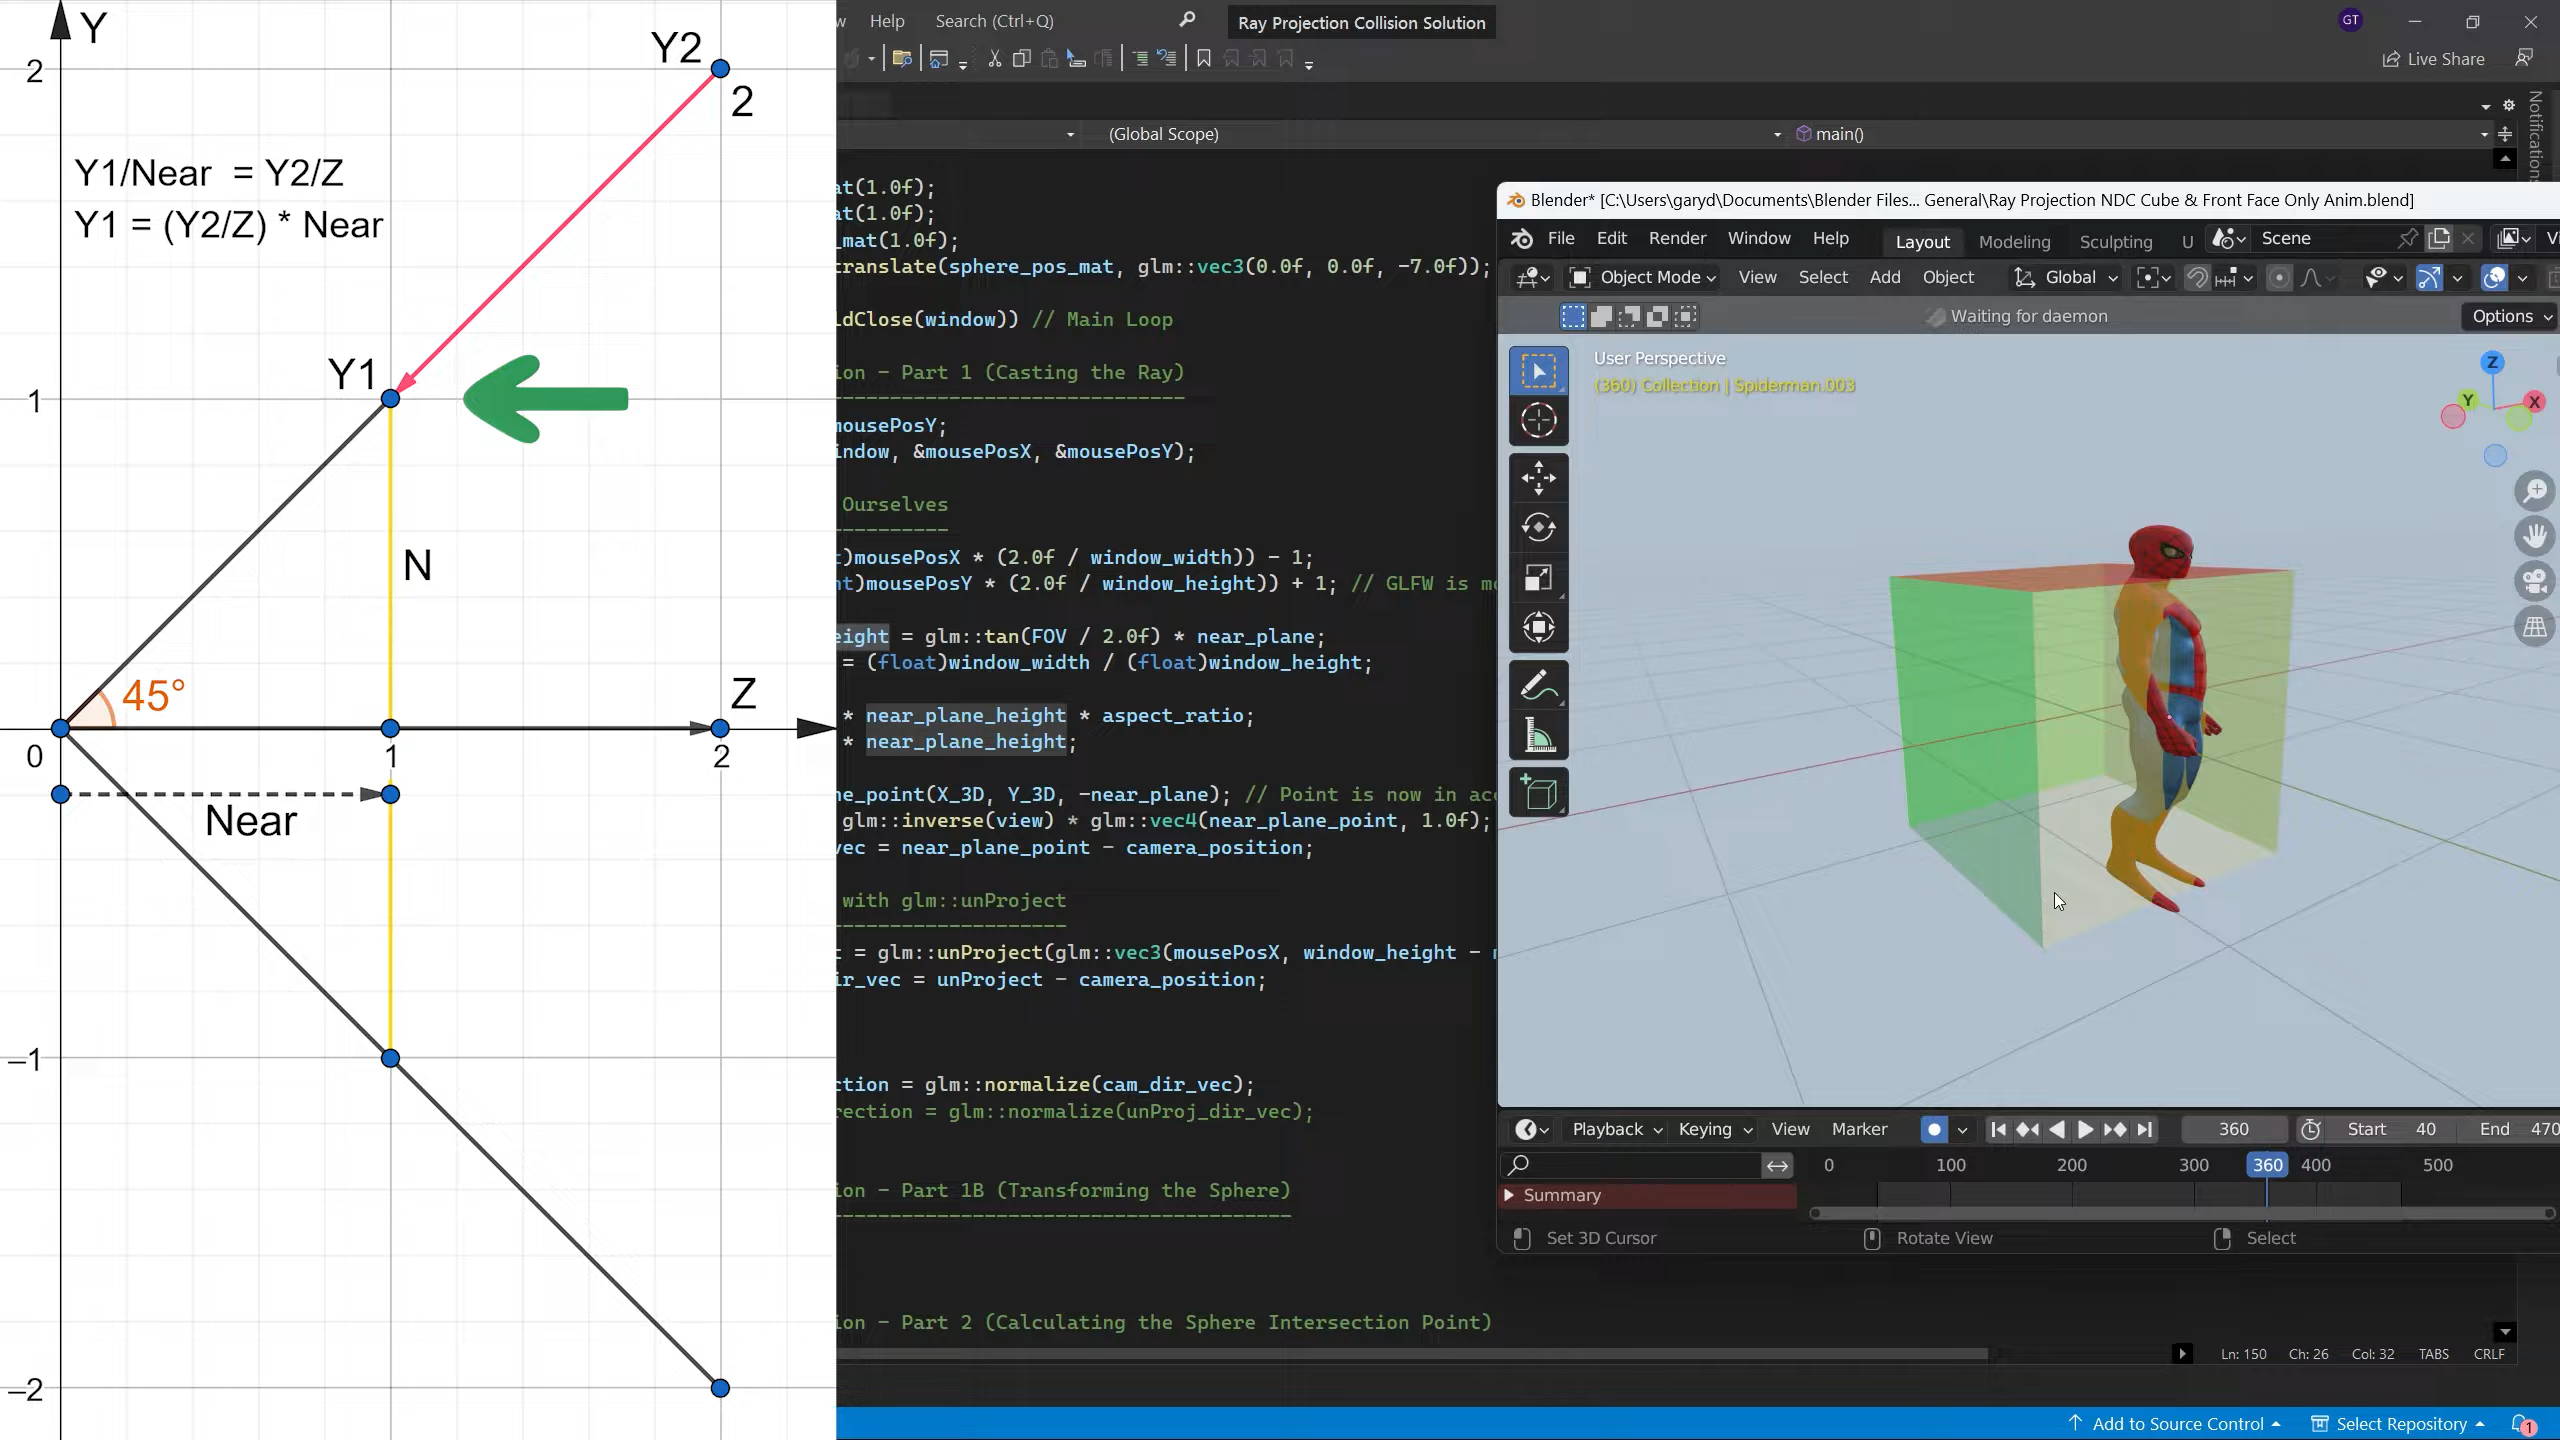 Y
Y2
2
2
Y1/Near = Y2/Z
Y1 = (Y2/Z) * Near
Y1
1
N
45°
Z
0
1
2
Near
–1
–2
Help
Search (Ctrl+Q)
Ray Projection Collision Solution
GT
Live Share
Notifications
(Global Scope)
main()
at(1.0f);
at(1.0f);
_mat(1.0f);
translate(sphere_pos_mat, glm::vec3(0.0f, 0.0f, -7.0f));
ldClose(window)) // Main Loop
ion - Part 1 (Casting the Ray)
mousePosY;
indow, &mousePosX, &mousePosY);
Ourselves
)mousePosX * (2.0f / window_width)) - 1;
nt)mousePosY * (2.0f / window_height)) + 1; // GLFW is m
eight = glm::tan(FOV / 2.0f) * near_plane;
= (float)window_width / (float)window_height;
* near_plane_height * aspect_ratio;
* near_plane_height;
ne_point(X_3D, Y_3D, -near_plane); // Point is now in ac
glm::inverse(view) * glm::vec4(near_plane_point, 1.0f);
vec = near_plane_point - camera_position;
with glm::unProject
t = glm::unProject(glm::vec3(mousePosX, window_height -
ir_vec = unProject - camera_position;
ction = glm::normalize(cam_dir_vec);
rection = glm::normalize(unProj_dir_vec);
ion - Part 1B (Transforming the Sphere)
ion - Part 2 (Calculating the Sphere Intersection Point)
Blender* [C:\Users\garyd\Documents\Blender Files... General\Ray Projection NDC Cube & Front Face Only Anim.blend]
File Edit Render Window Help Layout Modeling Sculpting U Scene Vi
Object Mode View Select Add Object Global
Waiting for daemon
Options
User Perspective
(360) Collection | Spiderman.003
Z
Y
X
Playback Keying View Marker 360 Start 40 End 470
0 100 200 300 360 400 500
Summary
Set 3D Cursor Rotate View Select
Ln: 150 Ch: 26 Col: 32 TABS CRLF
Add to Source Control Select Repository 1